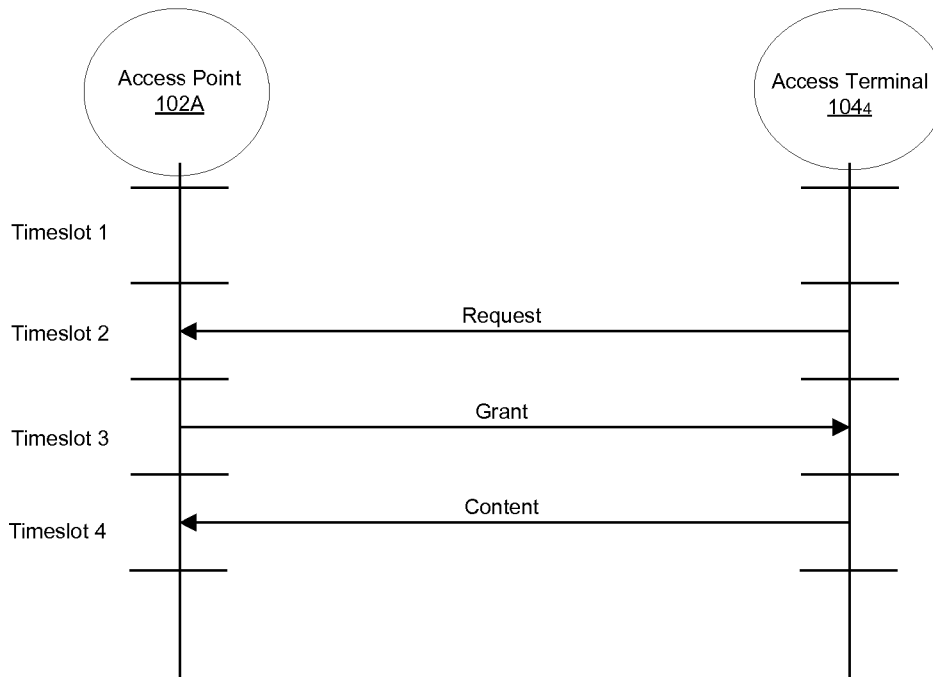 Access Point
102A
Access Terminal
104₄
Timeslot 1
Timeslot 2
Request
Timeslot 3
Grant
Timeslot 4
Content